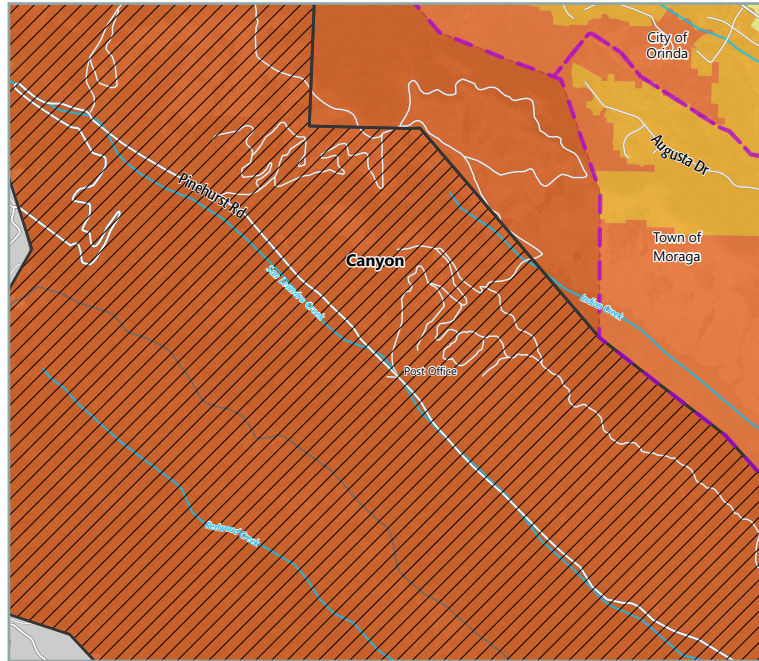 City of
Orinda
Augusta Dr
Pinehurst Rd
Town of
Moraga
Canyon
San Leandro Creek
Indian Creek
Post Office
Redwood Creek